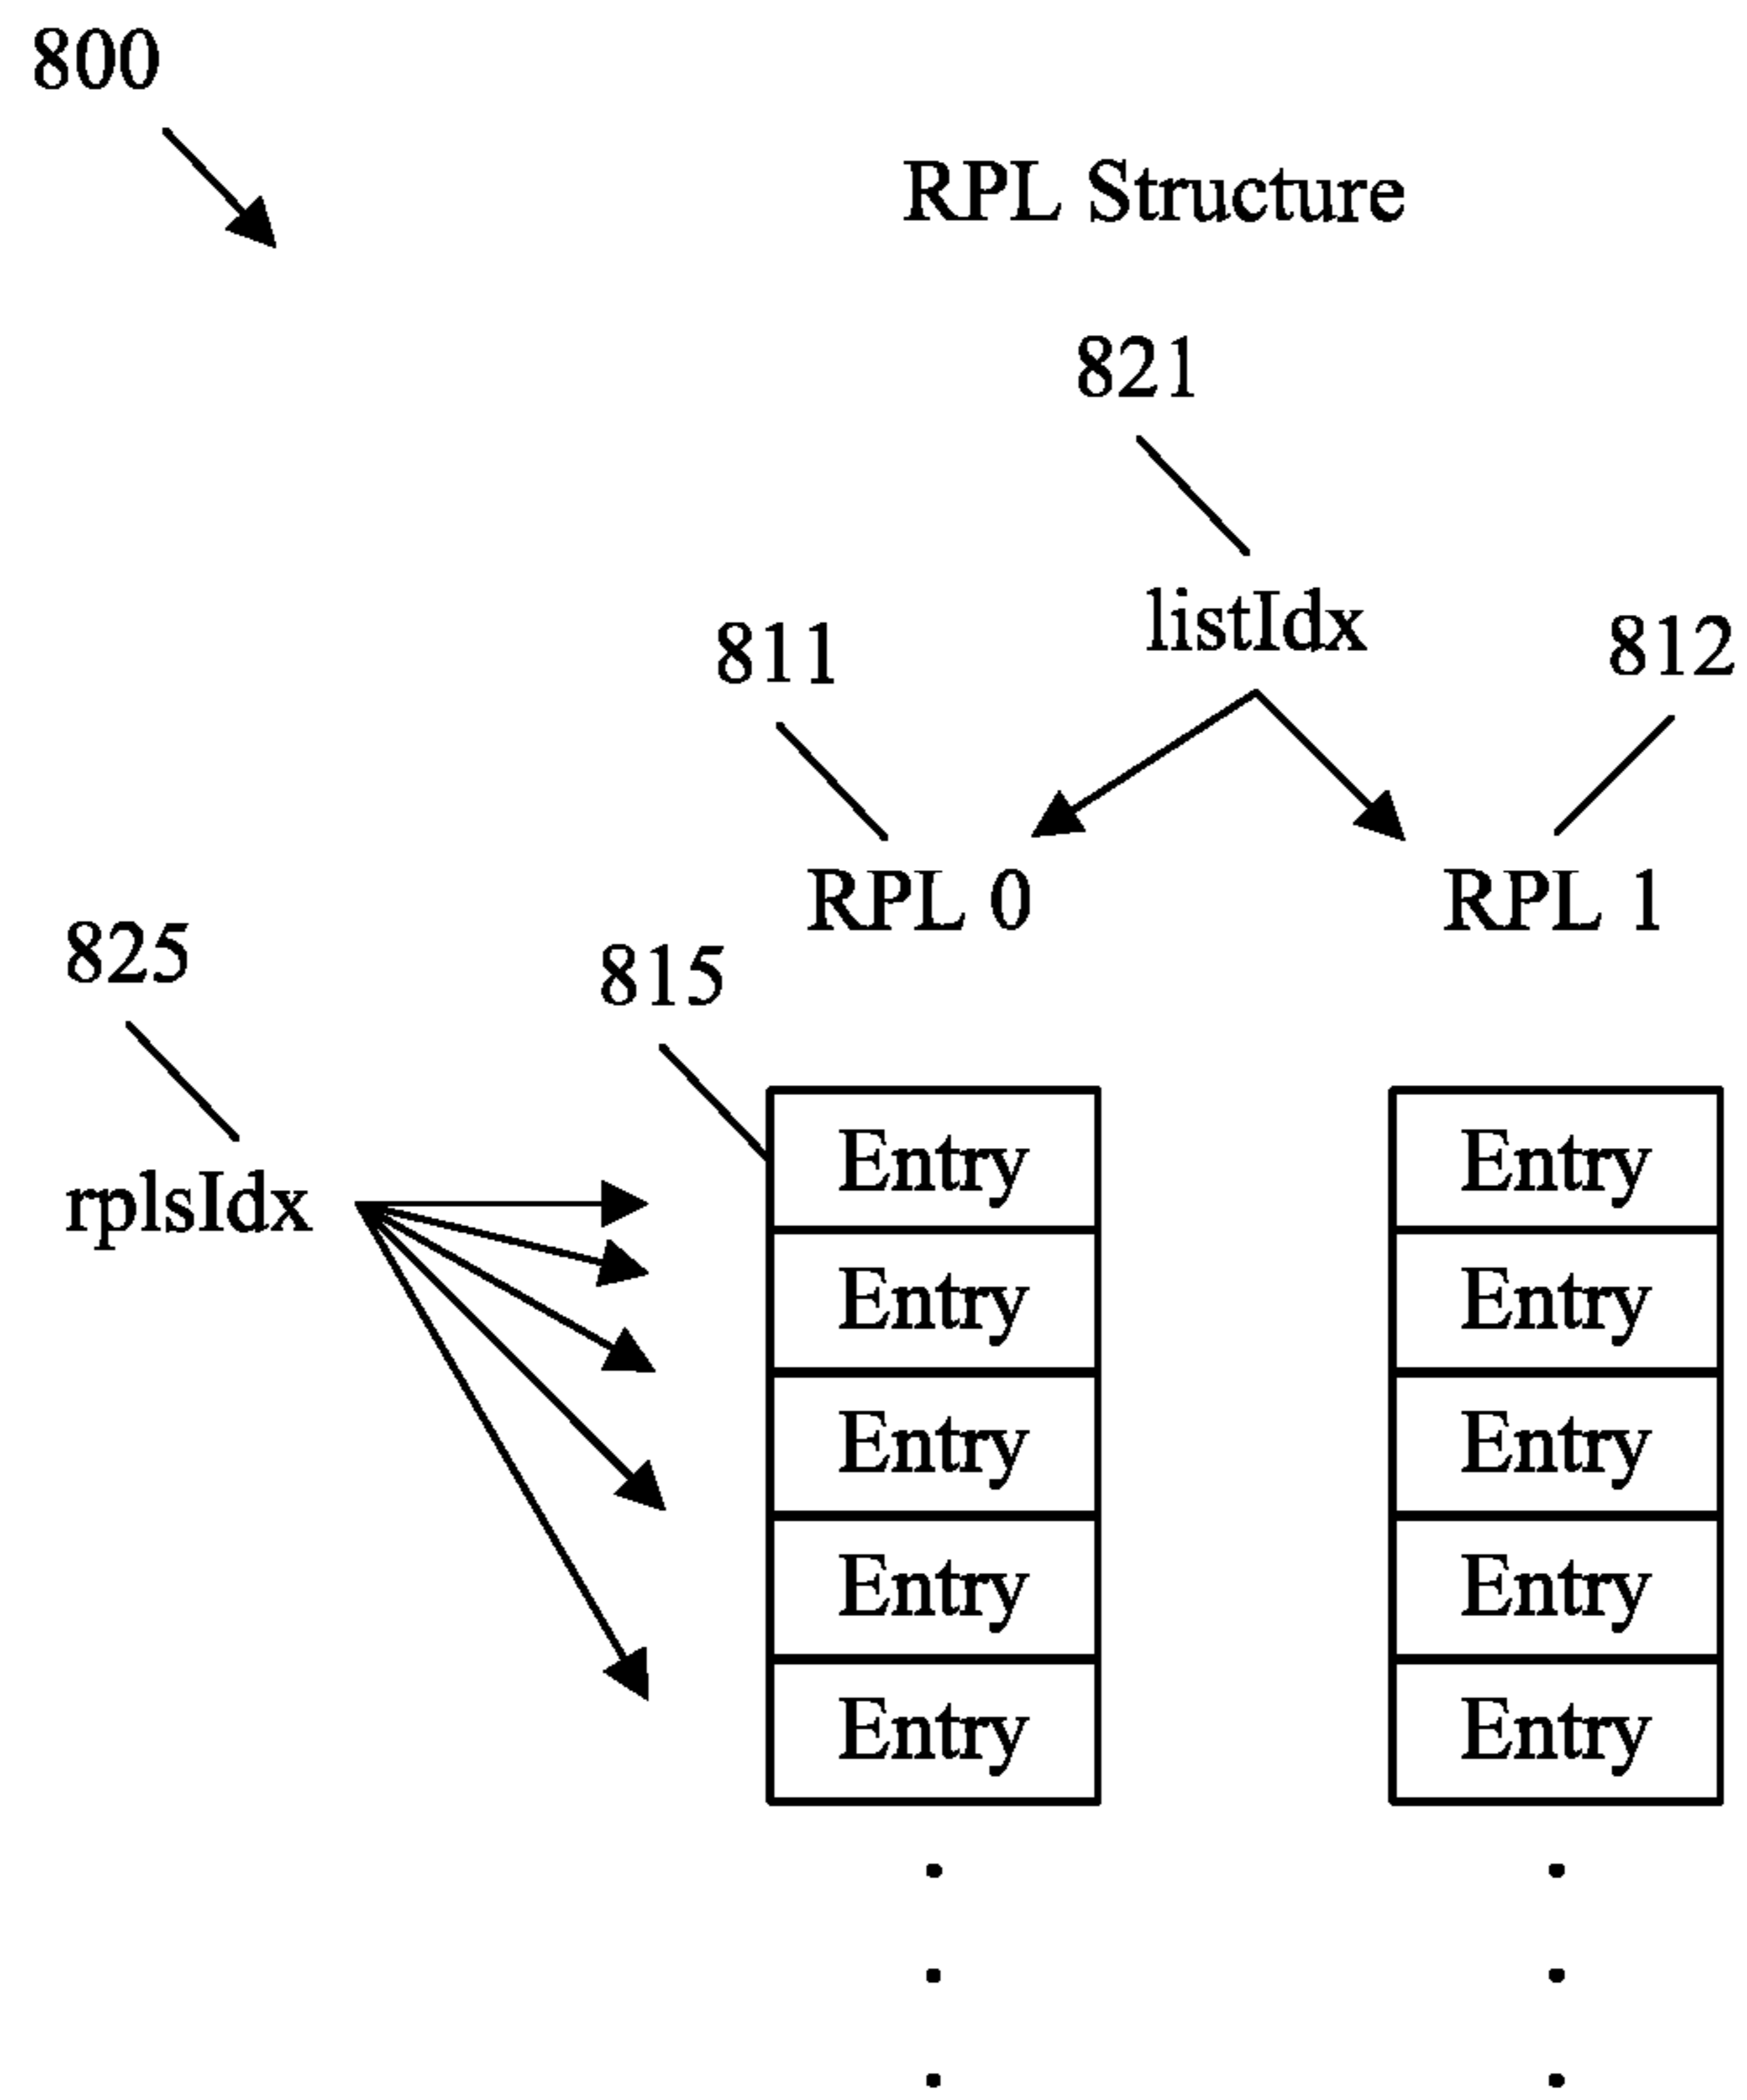 800
RPL Structure
821
listIdx
811
812
RPL 0
RPL 1
825
815
rplsIdx
Entry
Entry
Entry
Entry
Entry
Entry
Entry
Entry
Entry
Entry